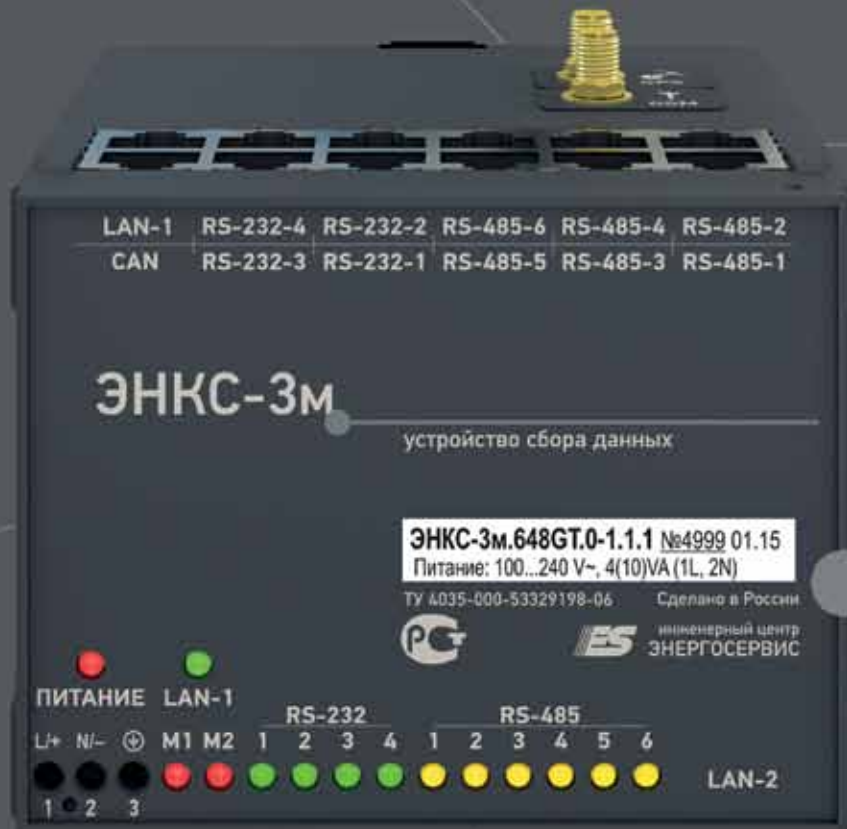 GPS
GSM
LAN-1 RS-232-4 RS-232-2 RS-485-6 RS-485-4 RS-485-2
CAN RS-232-3 RS-232-1 RS-485-5 RS-485-3 RS-485-1
ЭНКС-3м
устройство сбора данных
ЭНКС-3м.648GT.0-1.1.1 №4999 01.15
Питание: 100...240 V~, 4(10)VA (1L, 2N)
ТУ 4035-000-53329198-06 Сделано в России
РСТ
ES инженерный центр
ЭНЕРГОСЕРВИС
ПИТАНИЕ LAN-1
RS-232 RS-485
L/+ N/– M1 M2 1 2 3 4 1 2 3 4 5 6
LAN-2
1 2 3